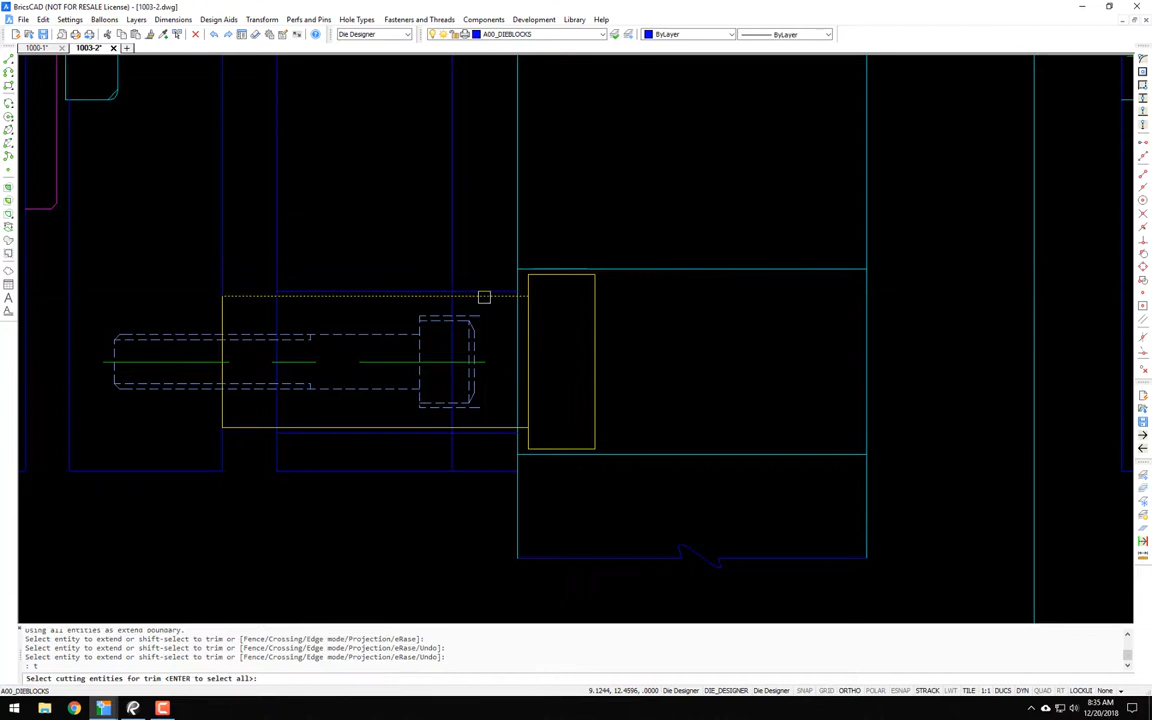 BricsCAD (NOT FOR RESALE License) - [1003-2.dwg]
File Edit Settings Balloons Layers Dimensions Design Aids Transform Perfs and Pins Hole Types Fasteners and Threads Components Development Library Help
Die Designer A00_DIEBLOCKS ByLayer ByLayer
1000-1* 1003-2*
Using all entities as extend boundary.
Select entity to extend or shift-select to trim or [Fence/Crossing/Edge mode/Projection/eRase]:
Select entity to extend or shift-select to trim or [Fence/Crossing/Edge mode/Projection/eRase/Undo]:
Select entity to extend or shift-select to trim or [Fence/Crossing/Edge mode/Projection/eRase/Undo]:
: t
Select cutting entities for trim <ENTER to select all>:
A00_DIEBLOCKS 9.1244, 12.4596, .0000 Die Designer DIE_DESIGNER SNAP GRID ORTHO POLAR ESNAP STRACK LWT TILE 1:1 DUCS DYN QUAD RT LOCKUI None
8:35 AM
12/20/2018